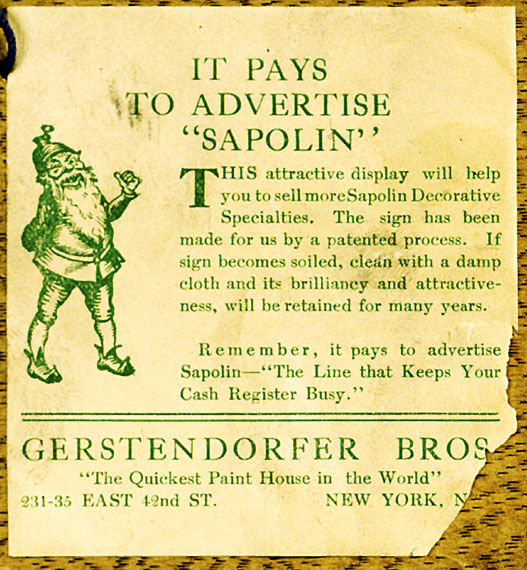 IT PAYS
TO ADVERTISE
"SAPOLIN"
THIS attractive display will help
you to sell more Sapolin Decorative
Specialties. The sign has been
made for us by a patented process. If
sign becomes soiled, clean with a damp
cloth and its brilliancy and attractive-
ness, will be retained for many years.
Remember, it pays to advertise
Sapolin—"The Line that Keeps Your
Cash Register Busy."
GERSTENDORFER BROS
"The Quickest Paint House in the World"
231-35 EAST 42nd ST. NEW YORK, N